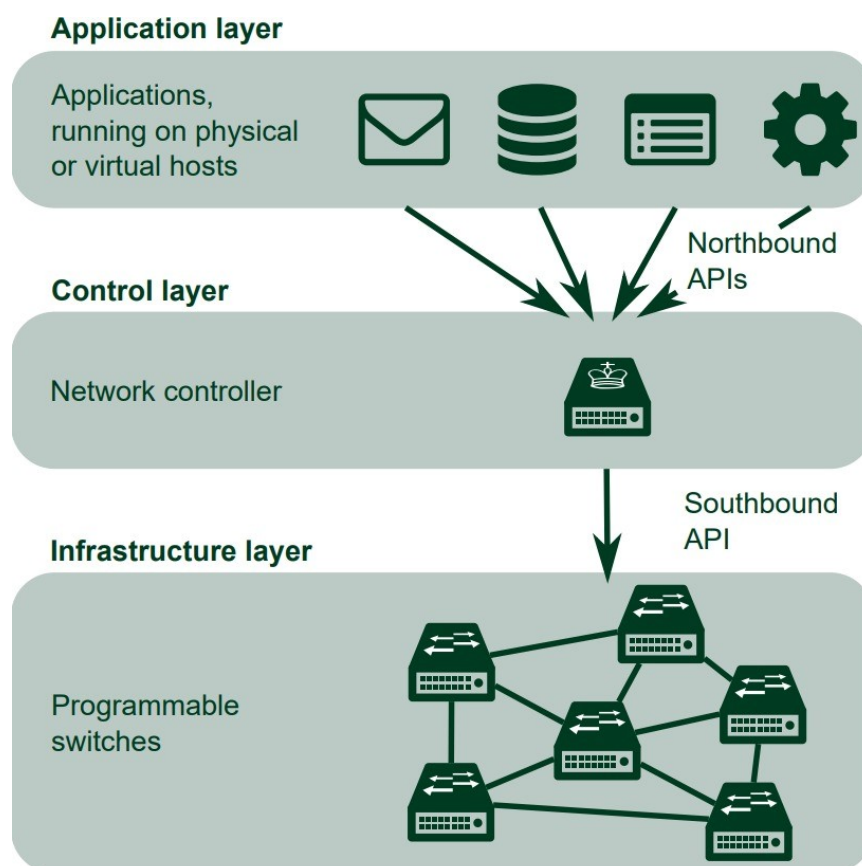 Application layer
Applications,
running on physical
or virtual hosts
Northbound
APIs
Control layer
Network controller
Southbound
API
Infrastructure layer
Programmable
switches